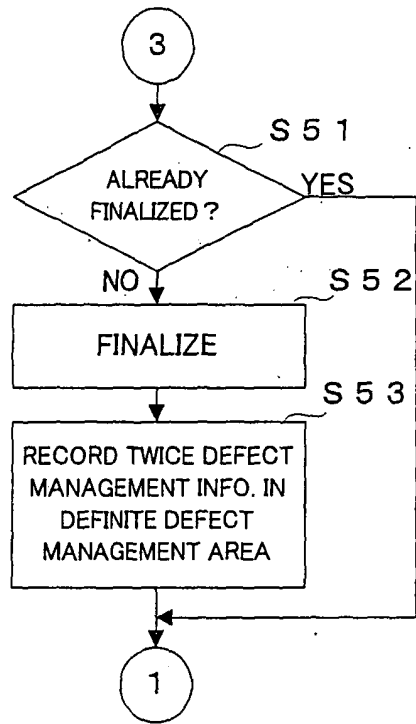 3
S 5 1
ALREADY
FINALIZED ?
YES
NO
S 5 2
FINALIZE
S 5 3
RECORD TWICE DEFECT
MANAGEMENT INFO. IN
DEFINITE DEFECT
MANAGEMENT AREA
1